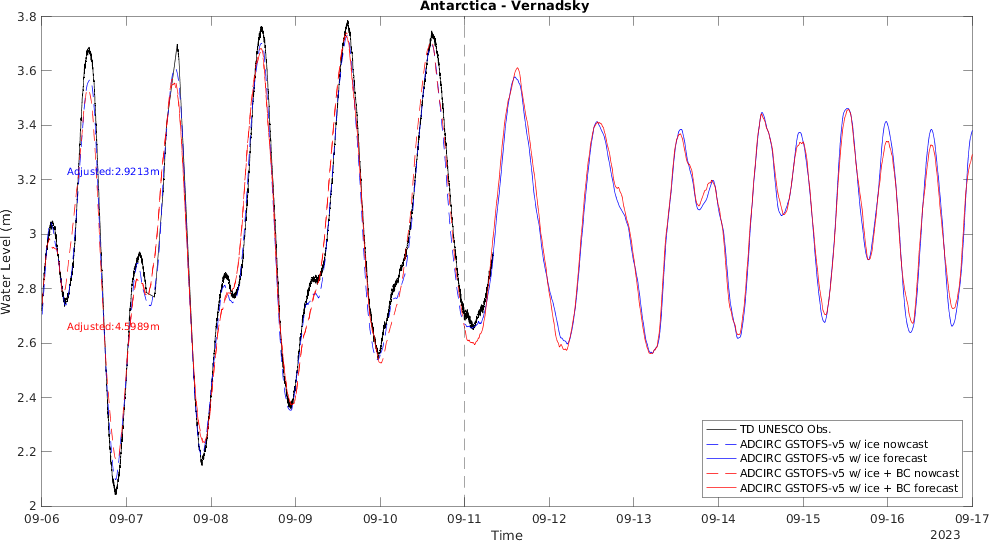 Antarctica - Vernadsky
3.8
3.6
3.4
3.2
3
2.8
2.6
2.4
2.2
2
Water Level (m)
Adjusted:2.9213m
Adjusted:4.5989m
TD UNESCO Obs.
ADCIRC GSTOFS-v5 w/ ice nowcast
ADCIRC GSTOFS-v5 w/ ice forecast
ADCIRC GSTOFS-v5 w/ ice + BC nowcast
ADCIRC GSTOFS-v5 w/ ice + BC forecast
09-06 09-07 09-08 09-09 09-10 09-11 09-12 09-13 09-14 09-15 09-16 09-17
Time
2023